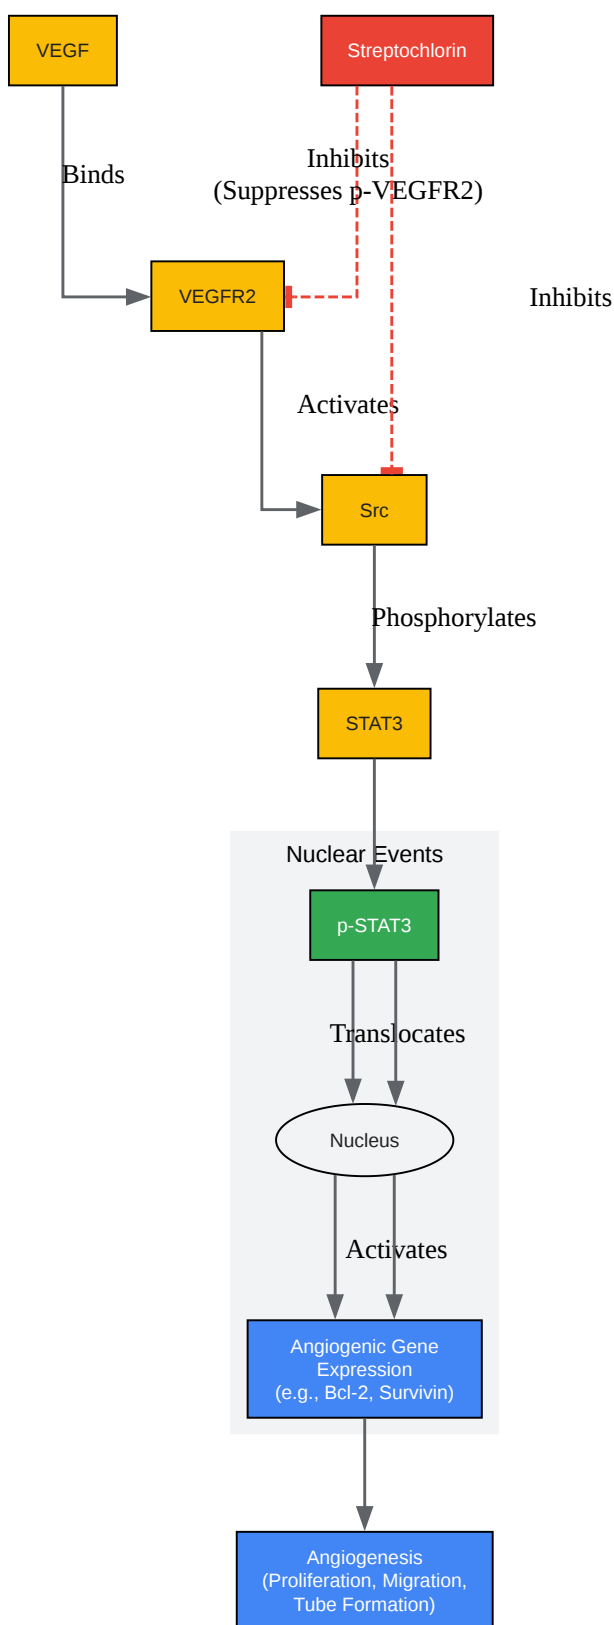 VEGF
Streptochlorin
Binds
Inhibits
(Suppresses p-VEGFR2)
VEGFR2
Inhibits
Activates
Src
Phosphorylates
STAT3
Nuclear Events
p-STAT3
Translocates
Nucleus
Activates
Angiogenic Gene
Expression
(e.g., Bcl-2, Survivin)
Angiogenesis
(Proliferation, Migration,
Tube Formation)